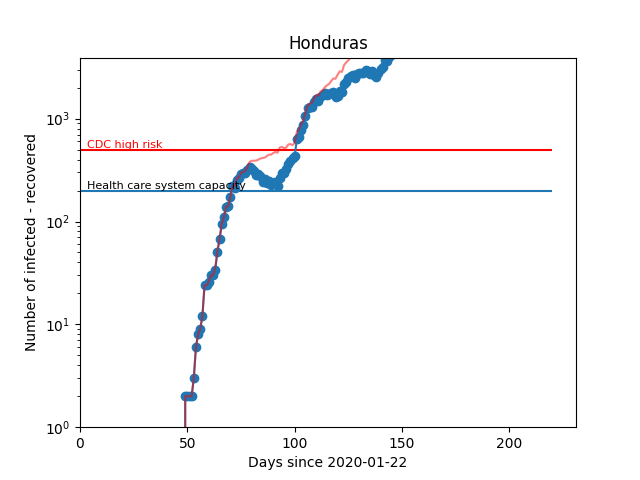 Honduras
Number of infected - recovered
10³
10²
10¹
10⁰
CDC high risk
Health care system capacity
0 50 100 150 200
Days since 2020-01-22